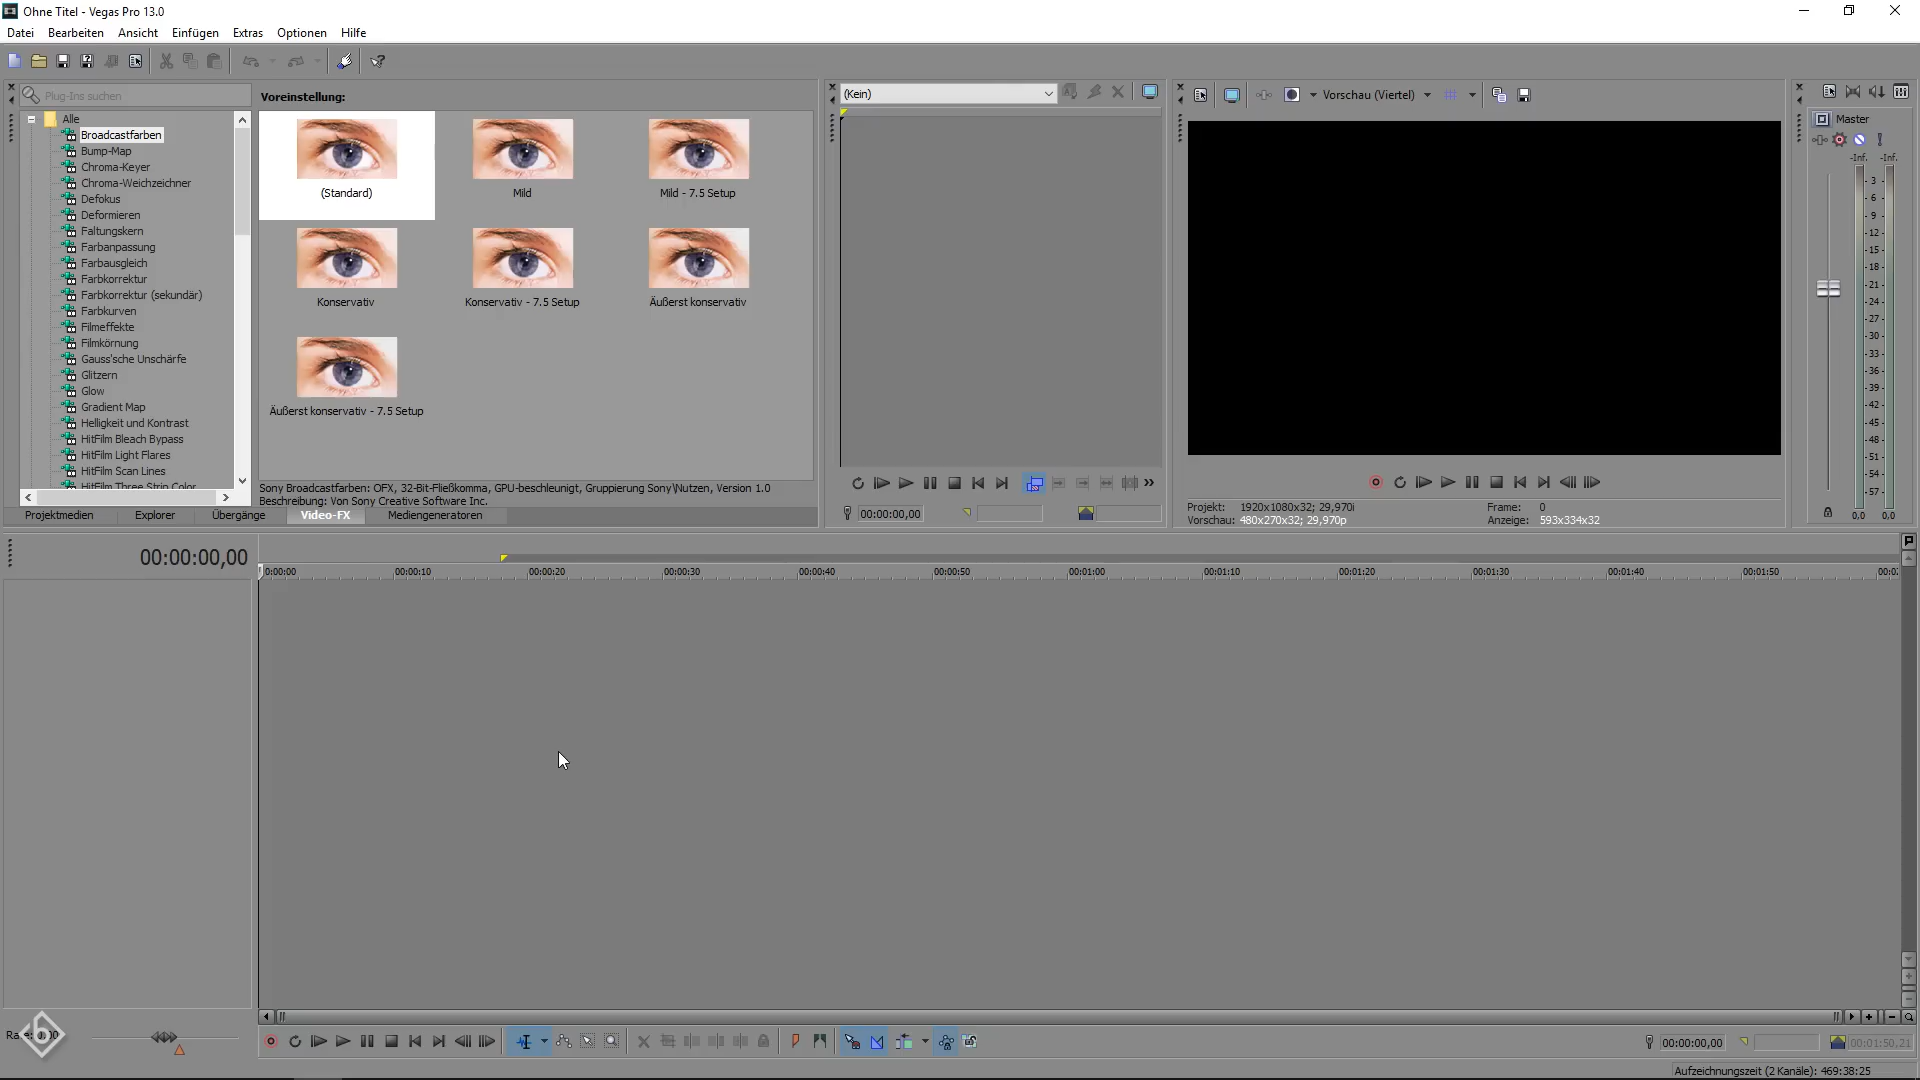 Ohne Titel - Vegas Pro 13.0
Datei Bearbeiten Ansicht Einfügen Extras Optionen Hilfe
Plug-Ins suchen
Alle
Broadcastfarben
Bump-Map
Chroma-Keyer
Chroma-Weichzeichner
Defokus
Deformieren
Faltungskern
Farbanpassung
Farbausgleich
Farbkorrektur
Farbkorrektur (sekundär)
Farbkurven
Filmeffekte
Filmkörnung
Gauss'sche Unschärfe
Glitzern
Glow
Gradient Map
Helligkeit und Kontrast
HitFilm Bleach Bypass
HitFilm Light Flares
HitFilm Scan Lines
HitFilm Three Strip Color
Voreinstellung:
(Standard) Mild Mild - 7.5 Setup
Konservativ Konservativ - 7.5 Setup Äußerst konservativ
Äußerst konservativ - 7.5 Setup
Sony Broadcastfarben: OFX, 32-Bit-Fließkomma, GPU-beschleunigt, Gruppierung Sony\Nutzen, Version 1.0
Beschreibung: Von Sony Creative Software Inc.
Projektmedien Explorer Übergänge Video-FX Mediengeneratoren
(Kein)
00:00:00,00
Vorschau (Viertel)
Projekt: 1920x1080x32; 29,970i Frame: 0
Vorschau: 480x270x32; 29,970p Anzeige: 593x334x32
Master
-Inf. -Inf.
- 3 -
- 6 -
- 9 -
-12-
-15-
-18-
-21-
-24-
-27-
-30-
-33-
-36-
-39-
-42-
-45-
-48-
-51-
-54-
-57-
0,0 0,0
00:00:00,00
0:00:00 00:00:10 00:00:20 00:00:30 00:00:40 00:00:50 00:01:00 00:01:10 00:01:20 00:01:30 00:01:40 00:01:50
00:00:00,00 00:01:50,21
Aufzeichnungszeit (2 Kanäle): 469:38:25